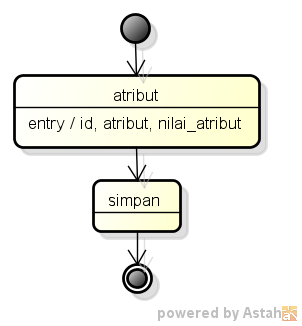 atribut
entry / id, atribut, nilai_atribut
simpan
powered by Astah